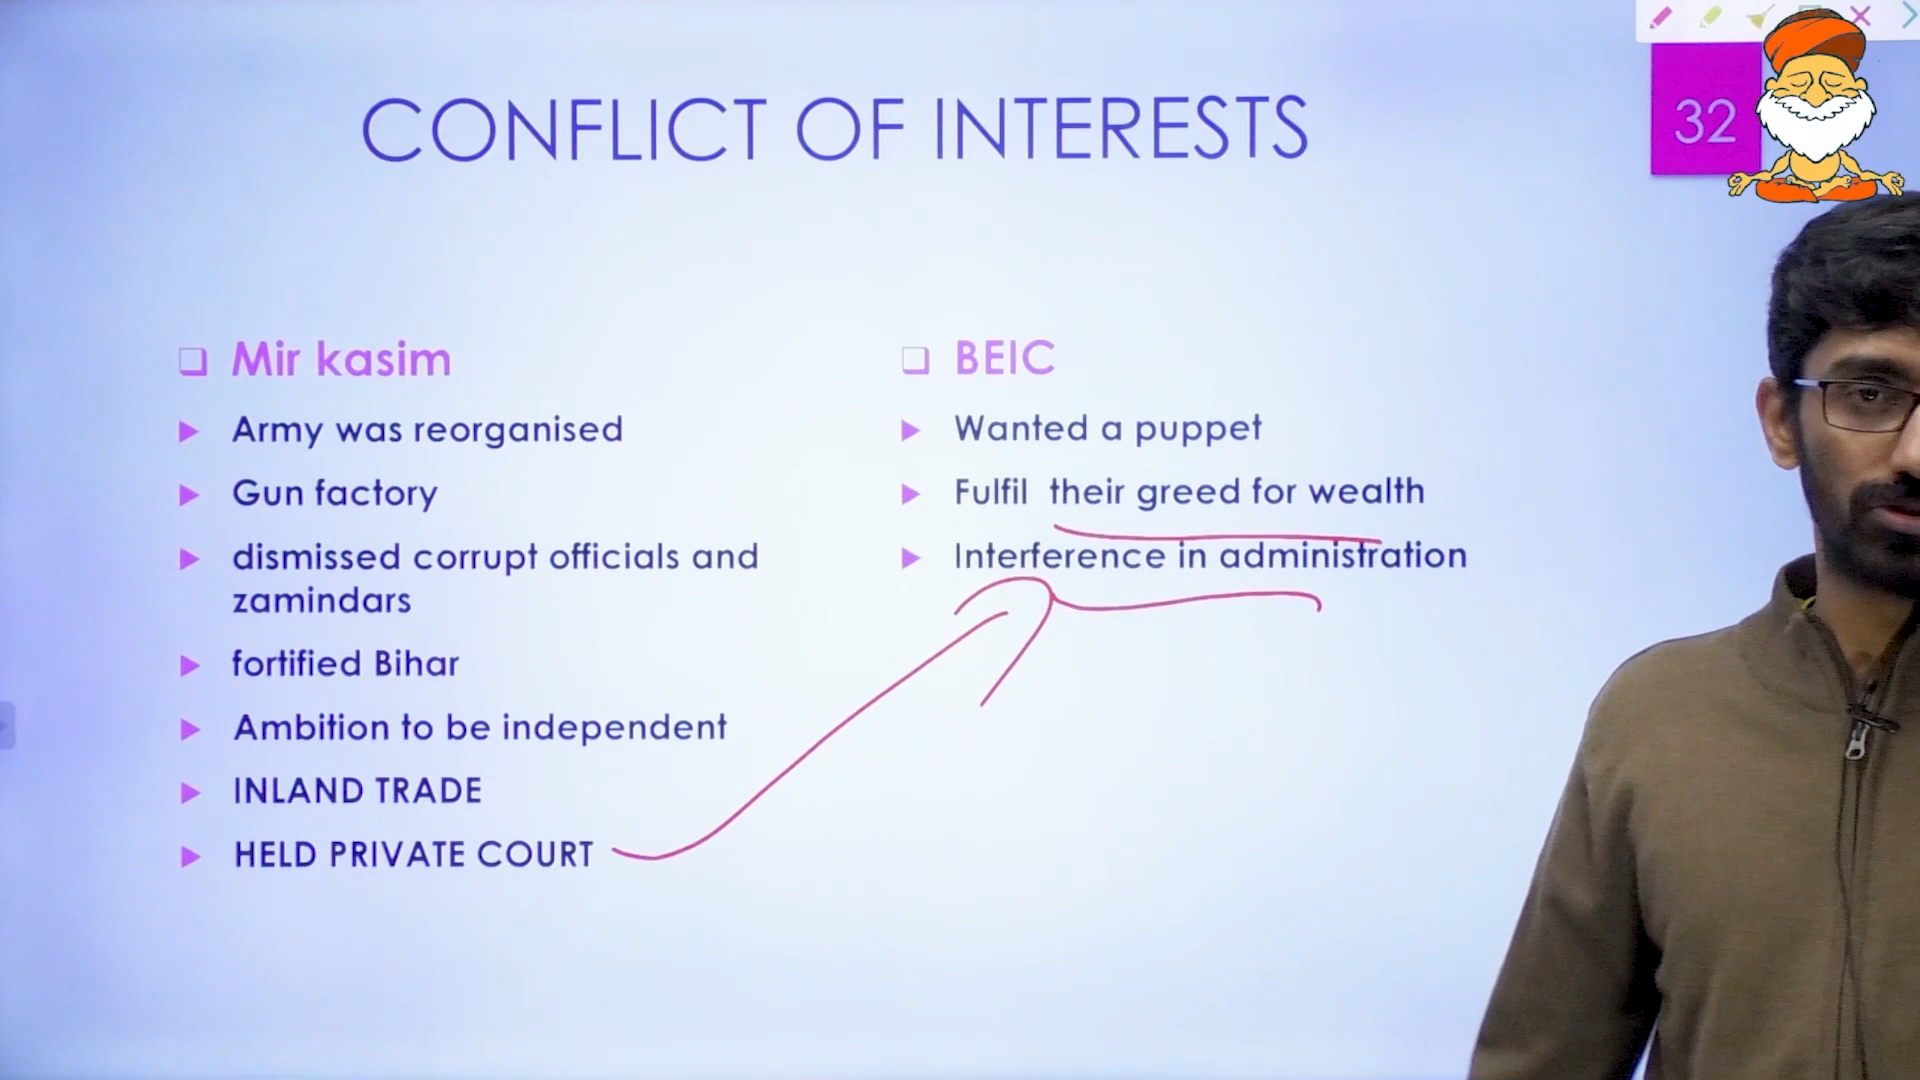 CONFLICT OF INTERESTS
32
Mir kasim
Army was reorganised
Gun factory
dismissed corrupt officials and
zamindars
fortified Bihar
Ambition to be independent
INLAND TRADE
HELD PRIVATE COURT
BEIC
Wanted a puppet
Fulfil their greed for wealth
Interference in administration